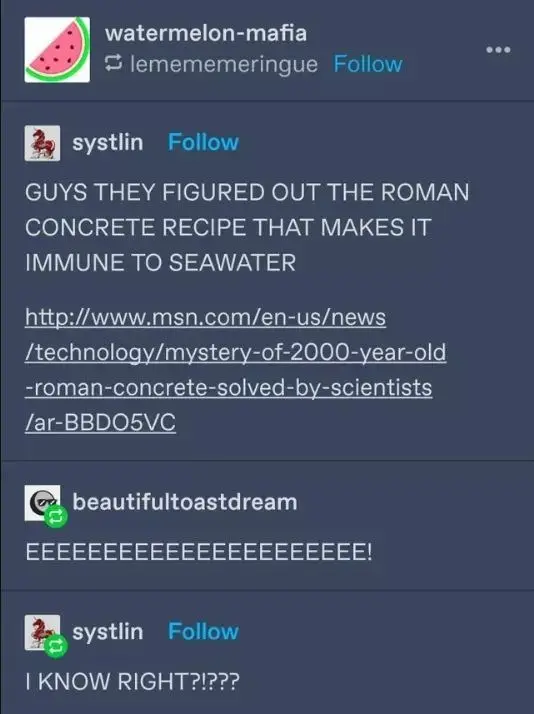 watermelon-mafia
lemememeringue Follow
systlin Follow
GUYS THEY FIGURED OUT THE ROMAN
CONCRETE RECIPE THAT MAKES IT
IMMUNE TO SEAWATER
http://www.msn.com/en-us/news
/technology/mystery-of-2000-year-old
-roman-concrete-solved-by-scientists
/ar-BBDO5VC
beautifultoastdream
EEEEEEEEEEEEEEEEEEEEEE!
systlin Follow
I KNOW RIGHT?!???